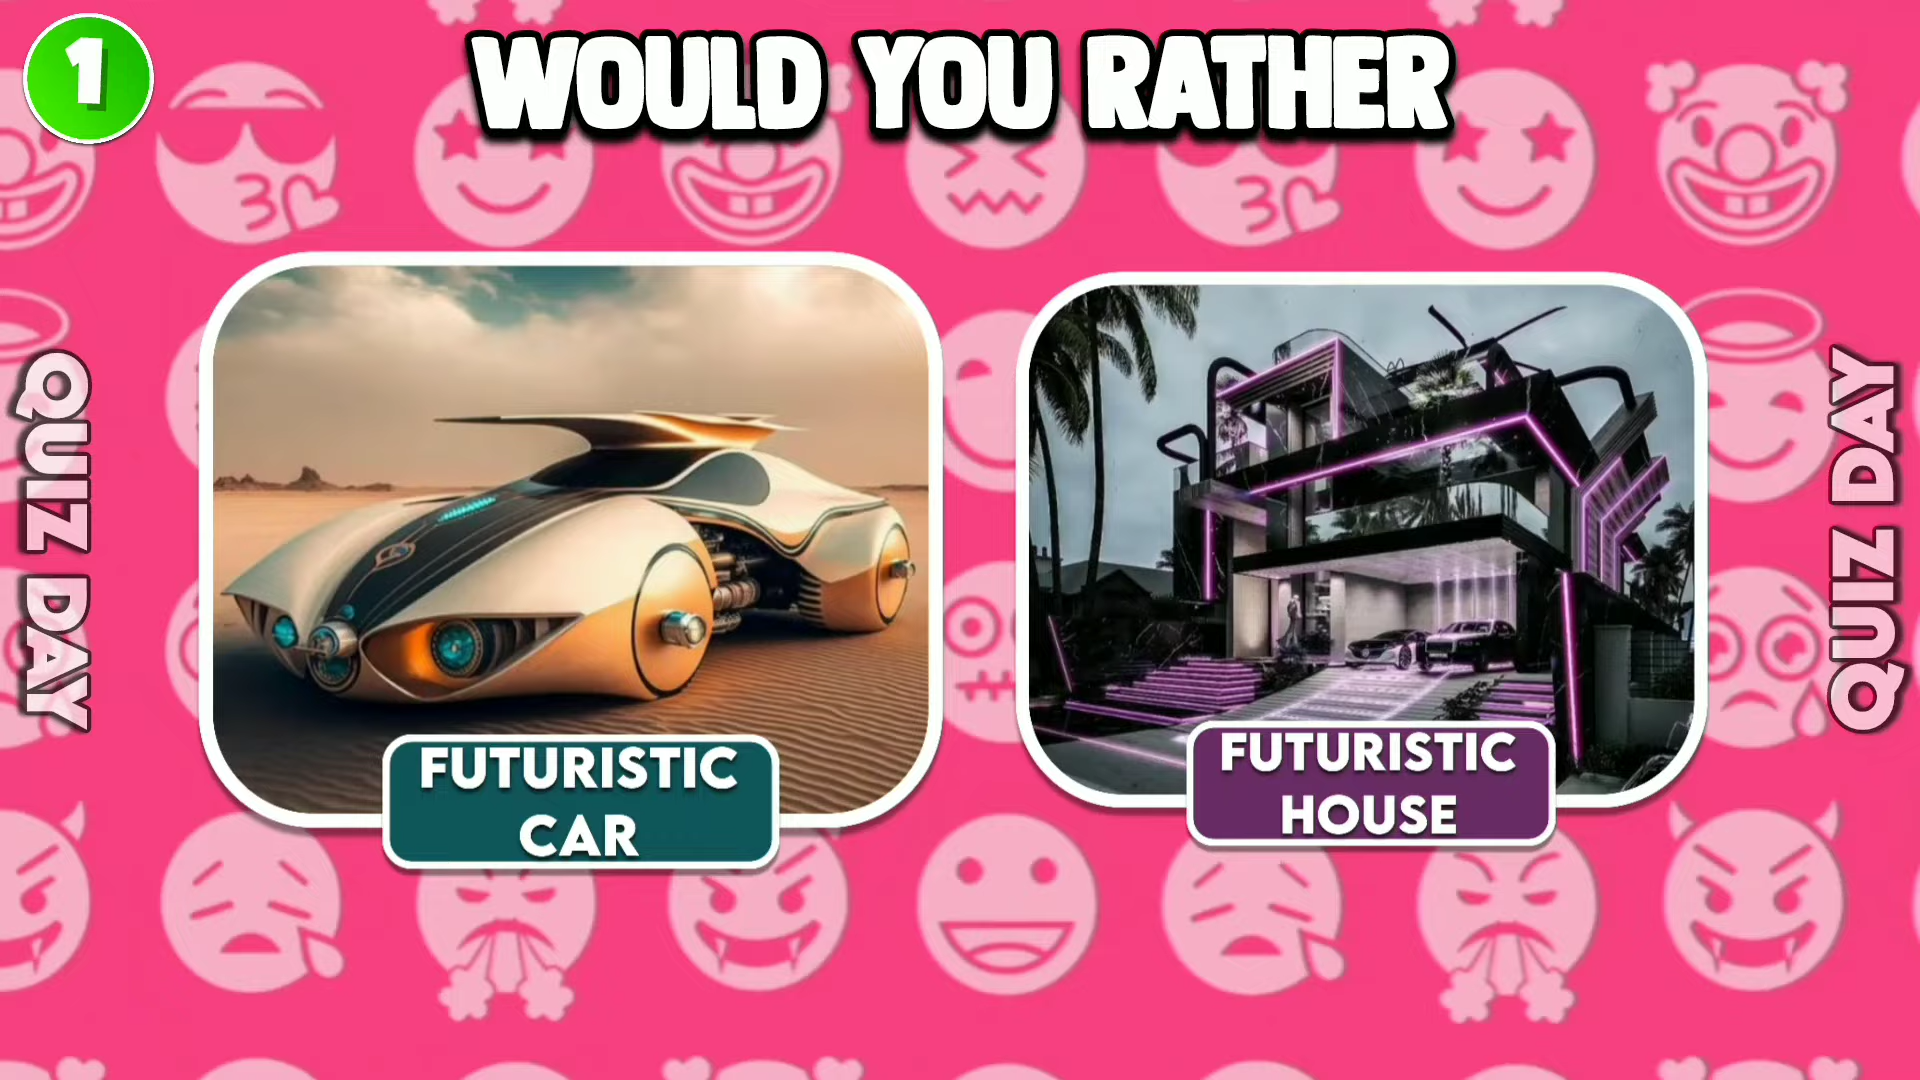 1
WOULD YOU RATHER
QUIZ DAY
FUTURISTIC
CAR
FUTURISTIC
HOUSE
QUIZ DAY